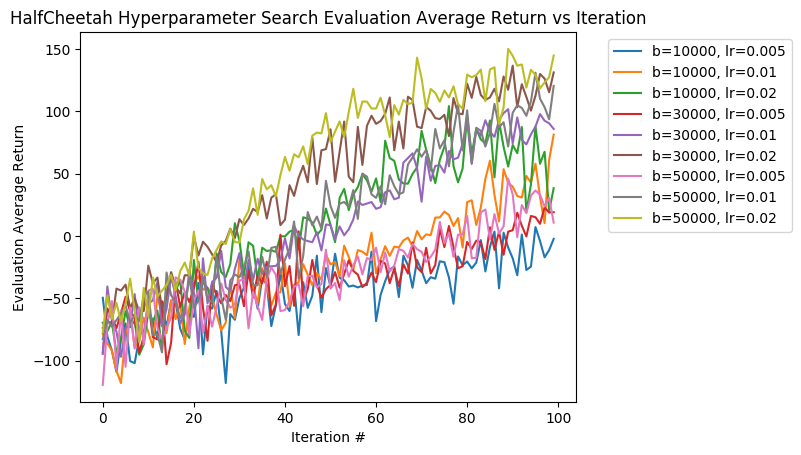 HalfCheetah Hyperparameter Search Evaluation Average Return vs Iteration
150
100
50
0
−50
−100
Evaluation Average Return
0
20
40
60
80
100
Iteration #
b=10000, lr=0.005
b=10000, lr=0.01
b=10000, lr=0.02
b=30000, lr=0.005
b=30000, lr=0.01
b=30000, lr=0.02
b=50000, lr=0.005
b=50000, lr=0.01
b=50000, lr=0.02